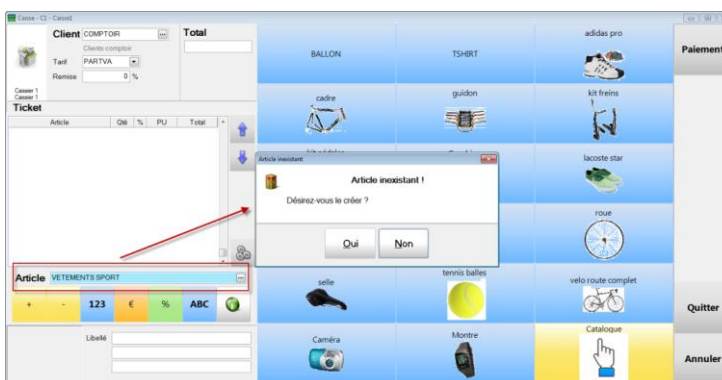 Caisse - C1 - Caisse1
Client COMPTOIR ... Total
Clients comptoir
Tarif PARTVA
Remise 0 %
Caissier 1
Caissier 1
Ticket
Article Qté % PU Total
Article VETEMENTS SPORT ...
+ - 123 € % ABC
Libellé
BALLON TSHIRT adidas pro
cadre guidon kit freins
lacoste star
roue
selle tennis balles velo route complet
Caméra Montre Catalogue
Article inexistant
Article inexistant !
Désirez-vous le créer ?
Oui Non
Paiement
Quitter
Annuler